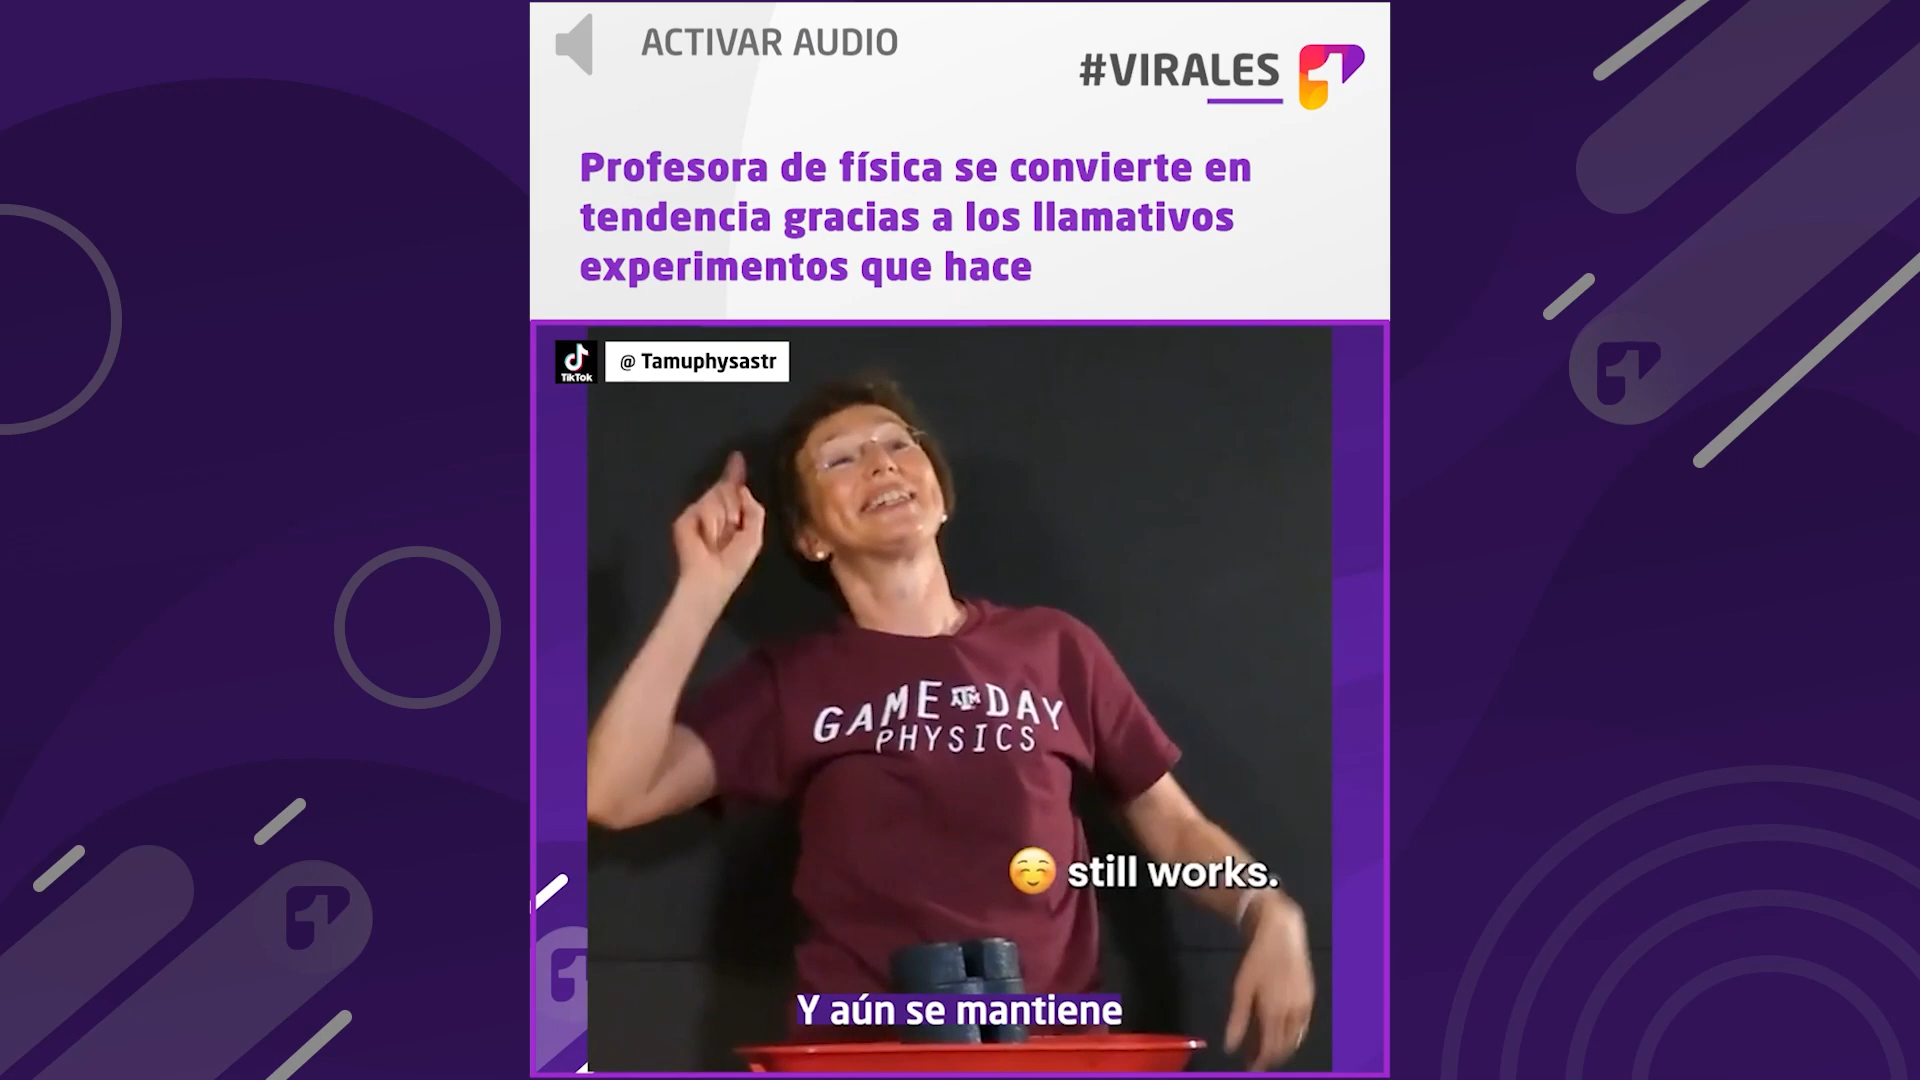 ACTIVAR AUDIO
#VIRALES
Profesora de física se convierte en
tendencia gracias a los llamativos
experimentos que hace
TikTok
@ Tamuphysastr
GAME ATM DAY
PHYSICS
☺️ still works.
Y aún se mantiene